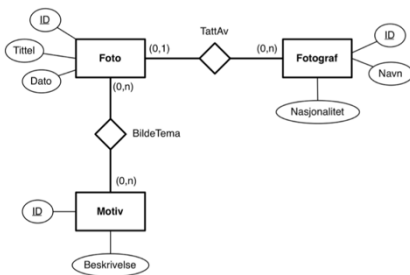 ID
TattAv
Tittel
Foto
(0,1)
(0,n)
Fotograf
ID
Dato
(0,n)
Navn
Nasjonalitet
BildeTema
(0,n)
ID
Motiv
Beskrivelse